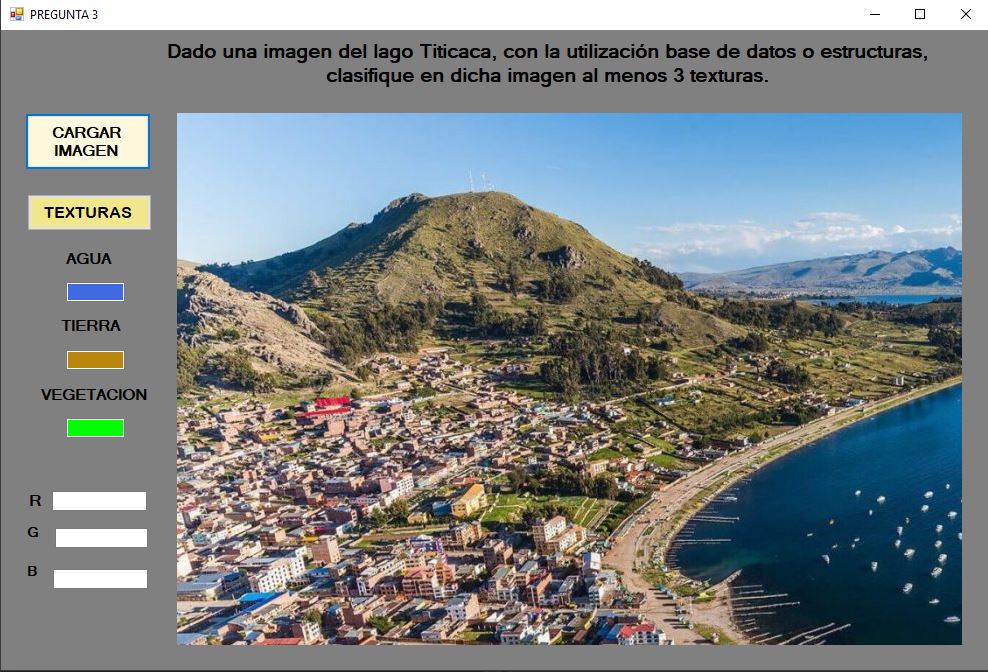 PREGUNTA 3
Dado una imagen del lago Titicaca, con la utilización base de datos o estructuras,
clasifique en dicha imagen al menos 3 texturas.
CARGAR
IMAGEN
TEXTURAS
AGUA
TIERRA
VEGETACION
R
G
B